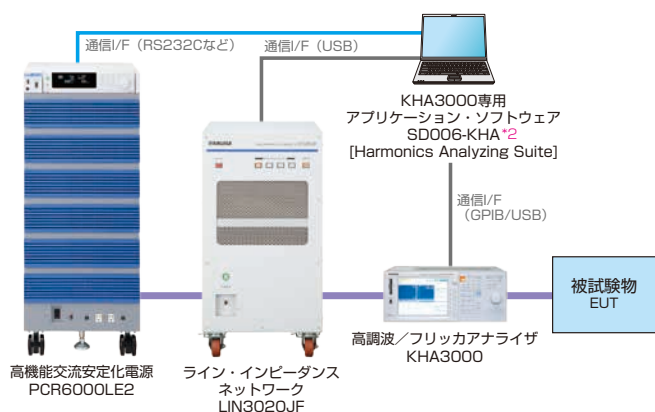 通信I/F（RS232Cなど）
通信I/F（USB）
KHA3000専用
アプリケーション・ソフトウェア
SD006-KHA*2
[Harmonics Analyzing Suite]
通信I/F
（GPIB/USB）
被試験物
EUT
高調波／フリッカアナライザ
KHA3000
高機能交流安定化電源
PCR6000LE2
ライン・インピーダンス
ネットワーク
LIN3020JF